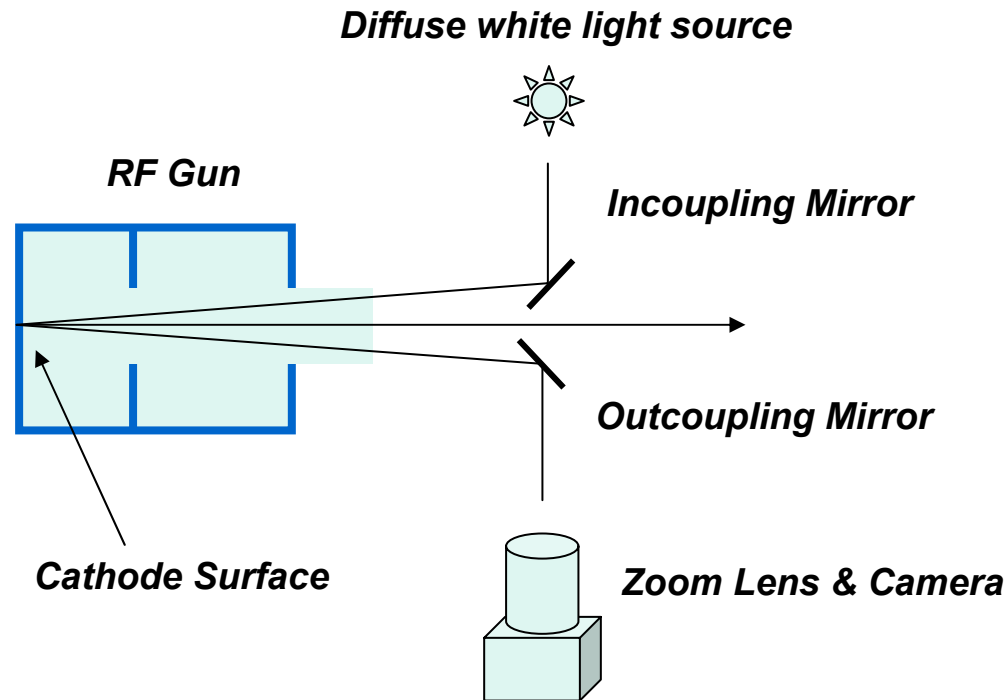 Diffuse white light source
RF Gun
Incoupling Mirror
Outcoupling Mirror
Cathode Surface
Zoom Lens & Camera